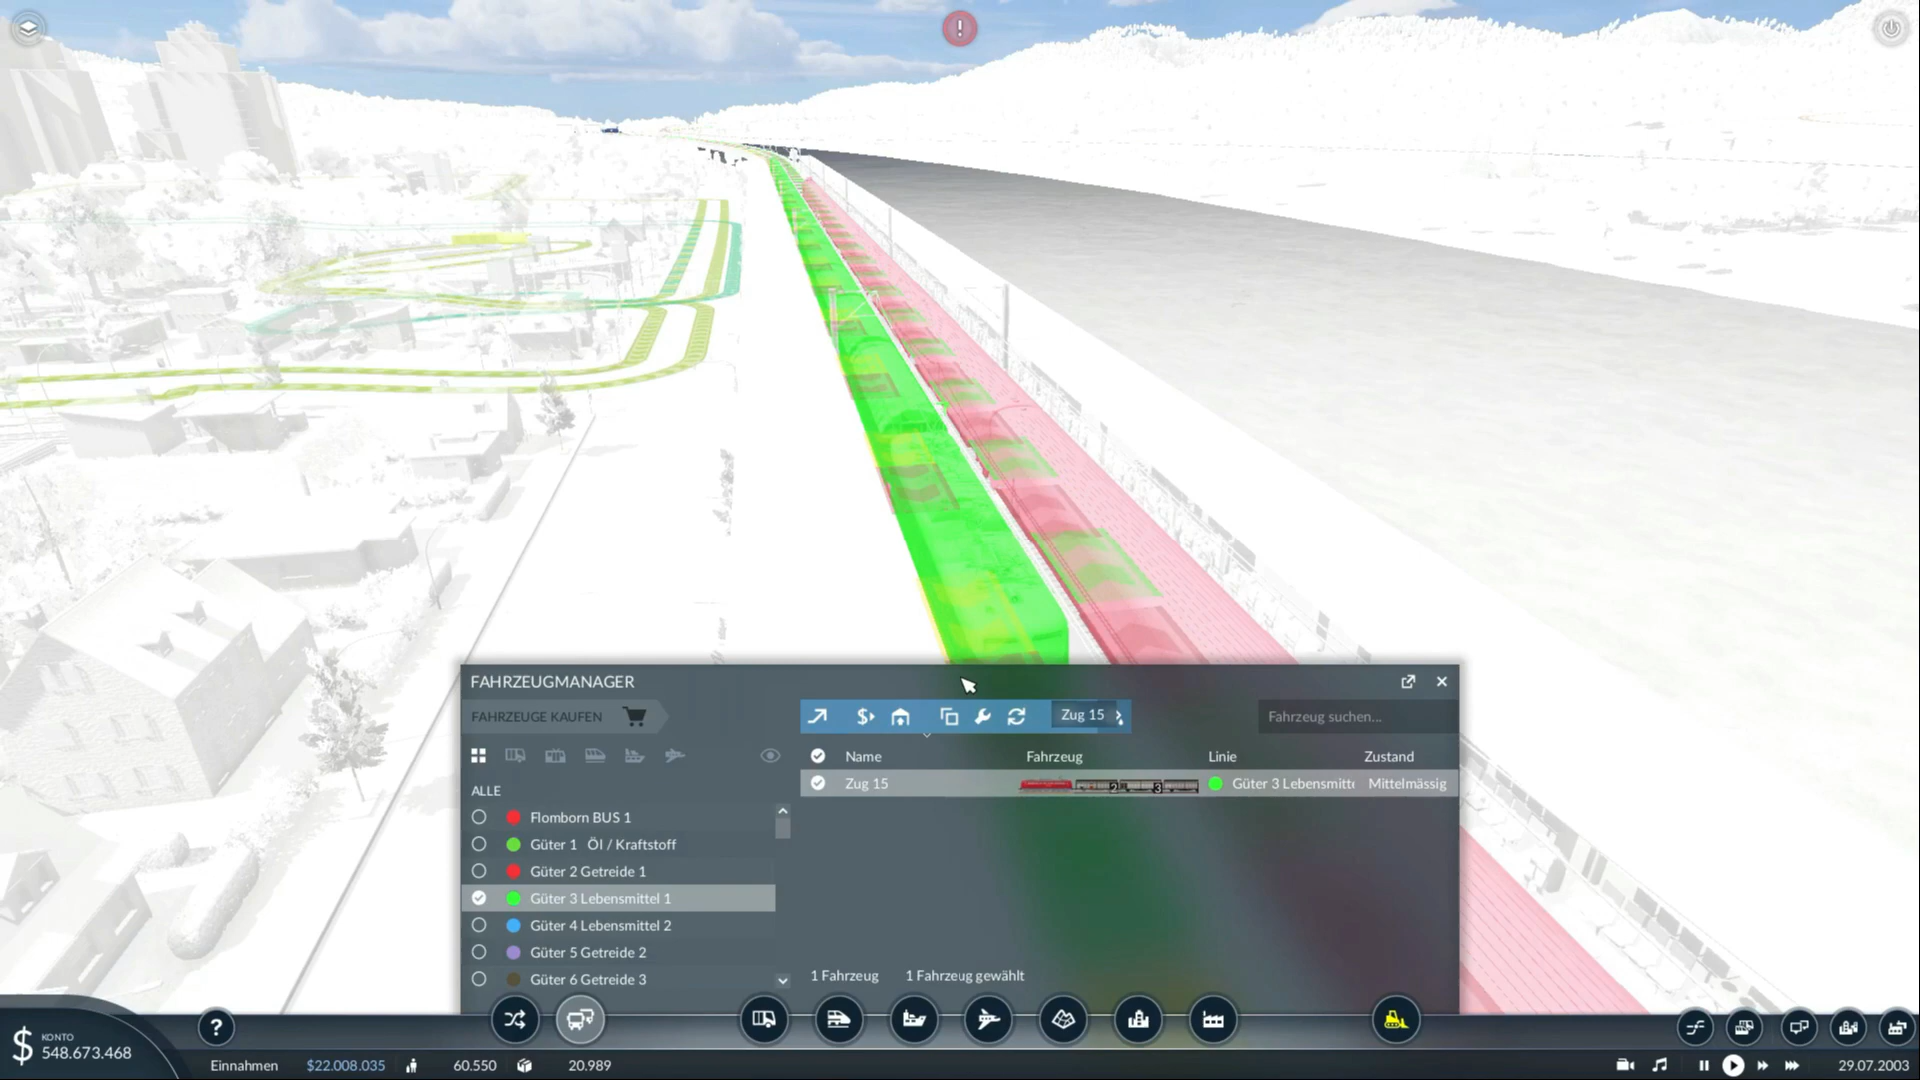 FAHRZEUGMANAGER
FAHRZEUGE KAUFEN
Zug 15
Fahrzeug suchen...
Name Fahrzeug Linie Zustand
Zug 15 2 3 Güter 3 Lebensmitte Mittelmässig
ALLE
Flomborn BUS 1
Güter 1 Öl / Kraftstoff
Güter 2 Getreide 1
Güter 3 Lebensmittel 1
Güter 4 Lebensmittel 2
Güter 5 Getreide 2
Güter 6 Getreide 3
1 Fahrzeug 1 Fahrzeug gewählt
$ KONTO
548.673.468
?
Einnahmen $22.008.035 60.550 20.989
29.07.2003